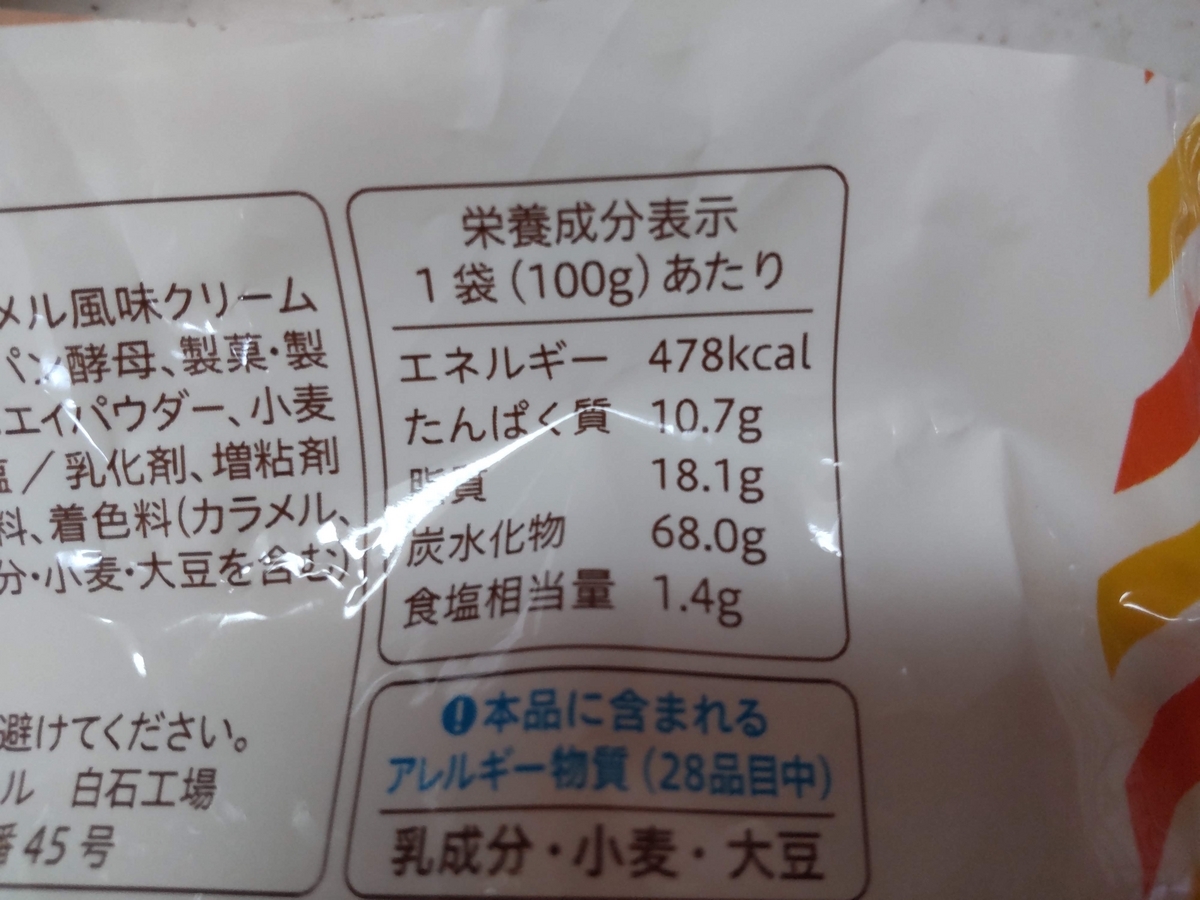 メル風味クリーム
パン酵母、製菓・製
エイパウダー、小麦
塩/乳化剤、増粘剤
料、着色料(カラメル、
分・小麦・大豆を含む)
避けてください。
ル 白石工場
番45号
栄養成分表示
1袋(100g)あたり
エネルギー 478kcal
たんぱく質 10.7g
脂質 18.1g
炭水化物 68.0g
食塩相当量 1.4g
!本品に含まれる
アレルギー物質(28品目中)
乳成分・小麦・大豆